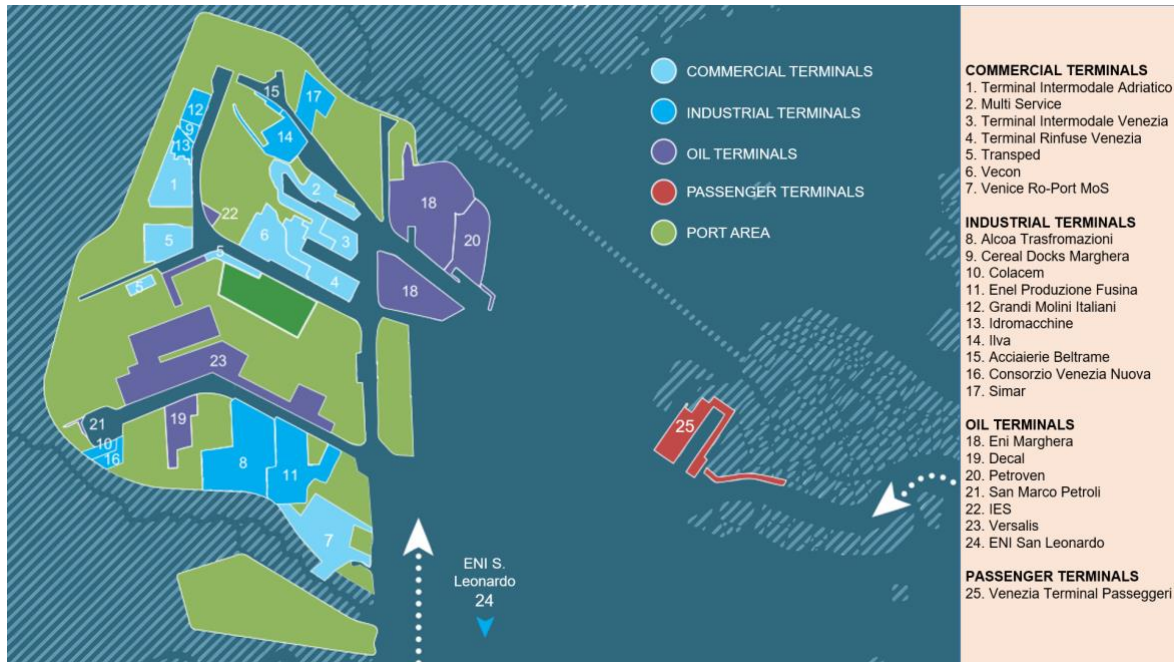 COMMERCIAL TERMINALS
INDUSTRIAL TERMINALS
OIL TERMINALS
PASSENGER TERMINALS
PORT AREA
15
17
12
9
13
14
1
2
22
18
5
6
3
20
5
4
18
5
23
25
21
19
10
16
8
11
7
ENI S.
Leonardo
24
COMMERCIAL TERMINALS
1. Terminal Intermodale Adriatico
2. Multi Service
3. Terminal Intermodale Venezia
4. Terminal Rinfuse Venezia
5. Transped
6. Vecon
7. Venice Ro-Port MoS
INDUSTRIAL TERMINALS
8. Alcoa Trasfromazioni
9. Cereal Docks Marghera
10. Colacem
11. Enel Produzione Fusina
12. Grandi Molini Italiani
13. Idromacchine
14. Ilva
15. Acciaierie Beltrame
16. Consorzio Venezia Nuova
17. Simar
OIL TERMINALS
18. Eni Marghera
19. Decal
20. Petroven
21. San Marco Petroli
22. IES
23. Versalis
24. ENI San Leonardo
PASSENGER TERMINALS
25. Venezia Terminal Passeggeri